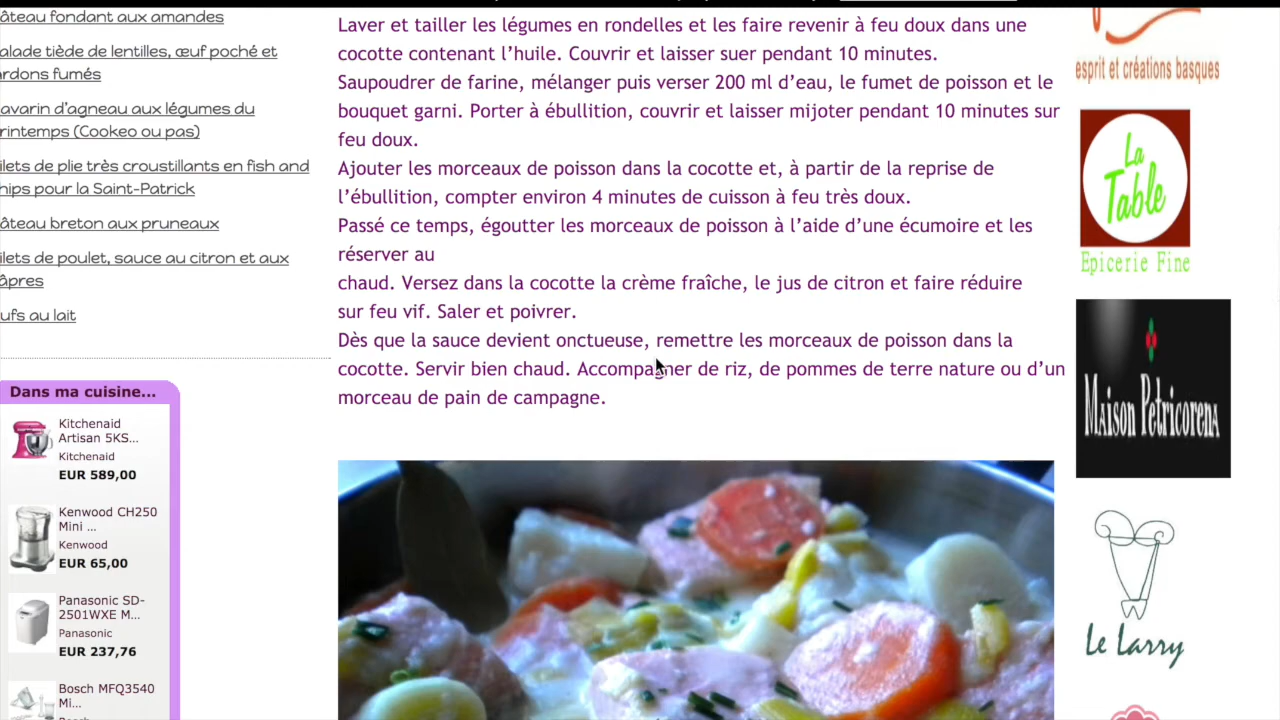 âteau fondant aux amandes
alade tiède de lentilles, œuf poché et
ardons fumés
avarin d'agneau aux légumes du
rintemps (Cookeo ou pas)
ilets de plie très croustillants en fish and
hips pour la Saint-Patrick
âteau breton aux pruneaux
ilets de poulet, sauce au citron et aux
âpres
ufs au lait
Dans ma cuisine...
Kitchenaid
Artisan 5KS...
Kitchenaid
EUR 589,00
Kenwood CH250
Mini ...
Kenwood
EUR 65,00
Panasonic SD-
2501WXE M...
Panasonic
EUR 237,76
Bosch MFQ3540
Mi...
Laver et tailler les légumes en rondelles et les faire revenir à feu doux dans une
cocotte contenant l'huile. Couvrir et laisser suer pendant 10 minutes.
Saupoudrer de farine, mélanger puis verser 200 ml d'eau, le fumet de poisson et le
bouquet garni. Porter à ébullition, couvrir et laisser mijoter pendant 10 minutes sur
feu doux.
Ajouter les morceaux de poisson dans la cocotte et, à partir de la reprise de
l'ébullition, compter environ 4 minutes de cuisson à feu très doux.
Passé ce temps, égoutter les morceaux de poisson à l'aide d'une écumoire et les
réserver au
chaud. Versez dans la cocotte la crème fraîche, le jus de citron et faire réduire
sur feu vif. Saler et poivrer.
Dès que la sauce devient onctueuse, remettre les morceaux de poisson dans la
cocotte. Servir bien chaud. Accompagner de riz, de pommes de terre nature ou d'un
morceau de pain de campagne.
esprit et créations basques
La
Table
Epicerie Fine
Maison Petricorena
Le Larry